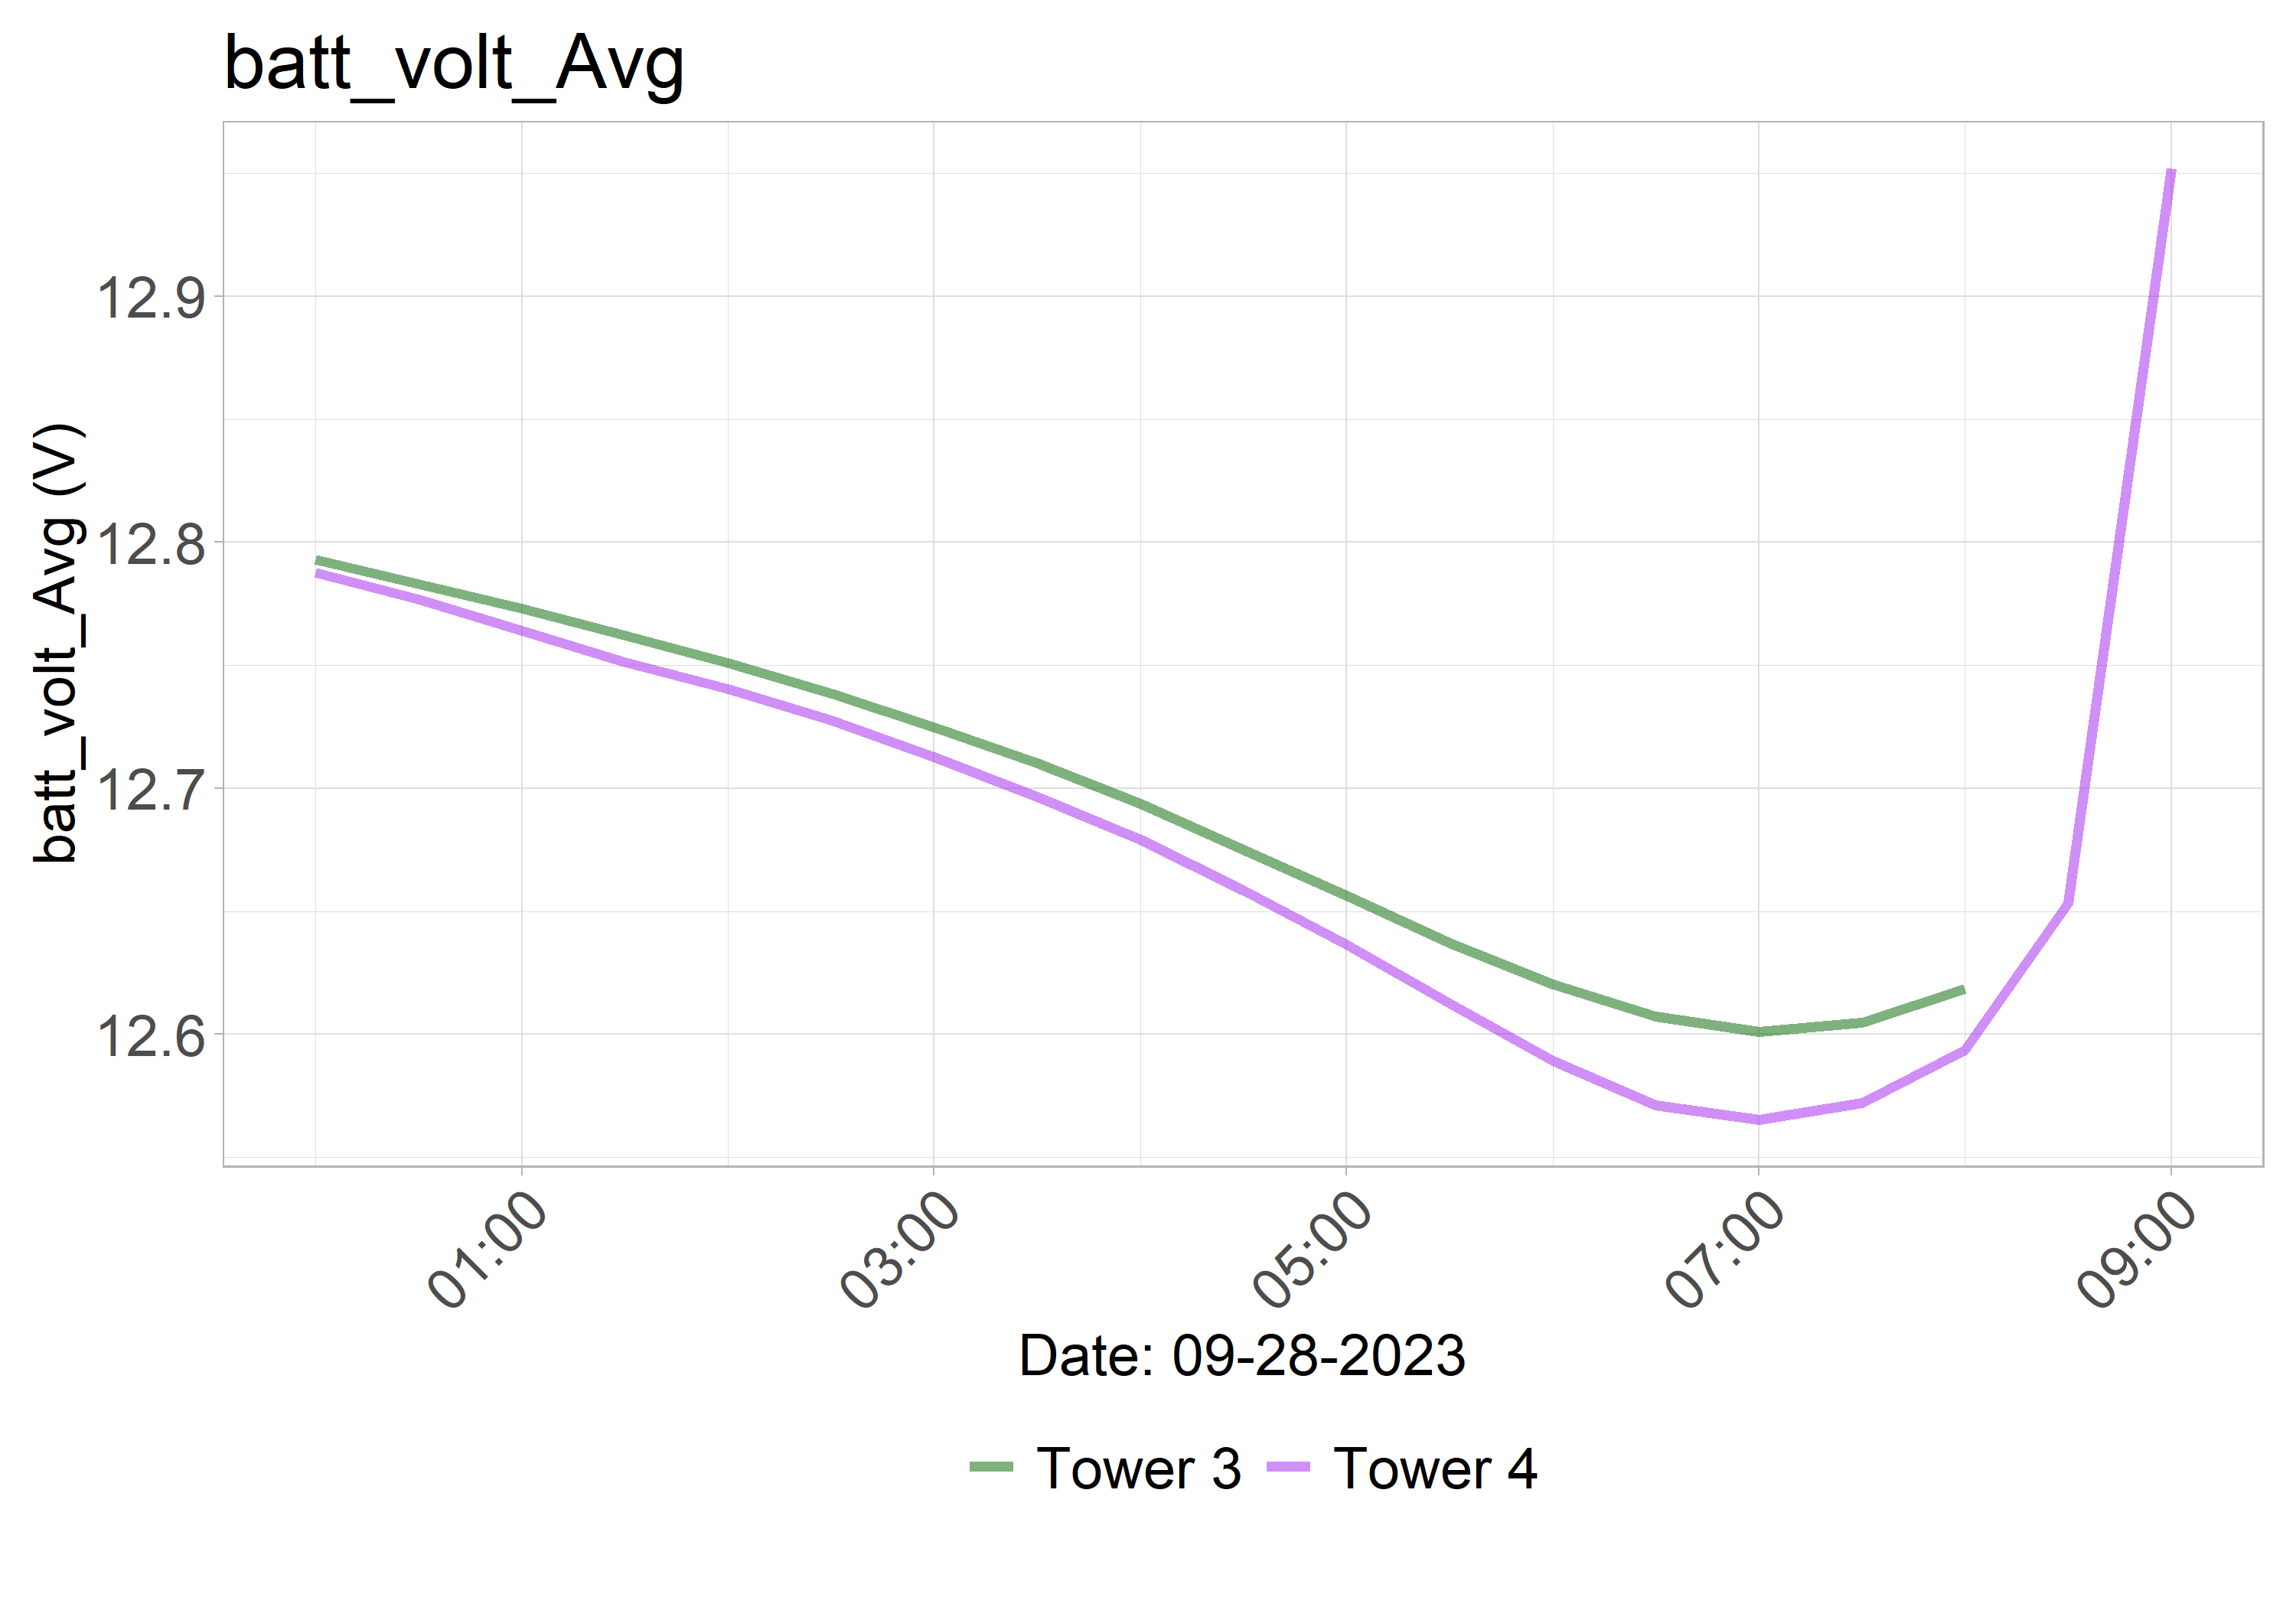 batt_volt_Avg
batt_volt_Avg (V)
12.9
12.8
12.7
12.6
01:00 03:00 05:00 07:00 09:00
Date: 09-28-2023
Tower 3 Tower 4